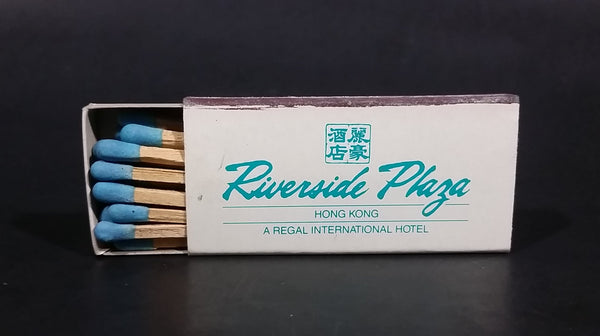 麗豪
酒店
Riverside Plaza
HONG KONG
A REGAL INTERNATIONAL HOTEL